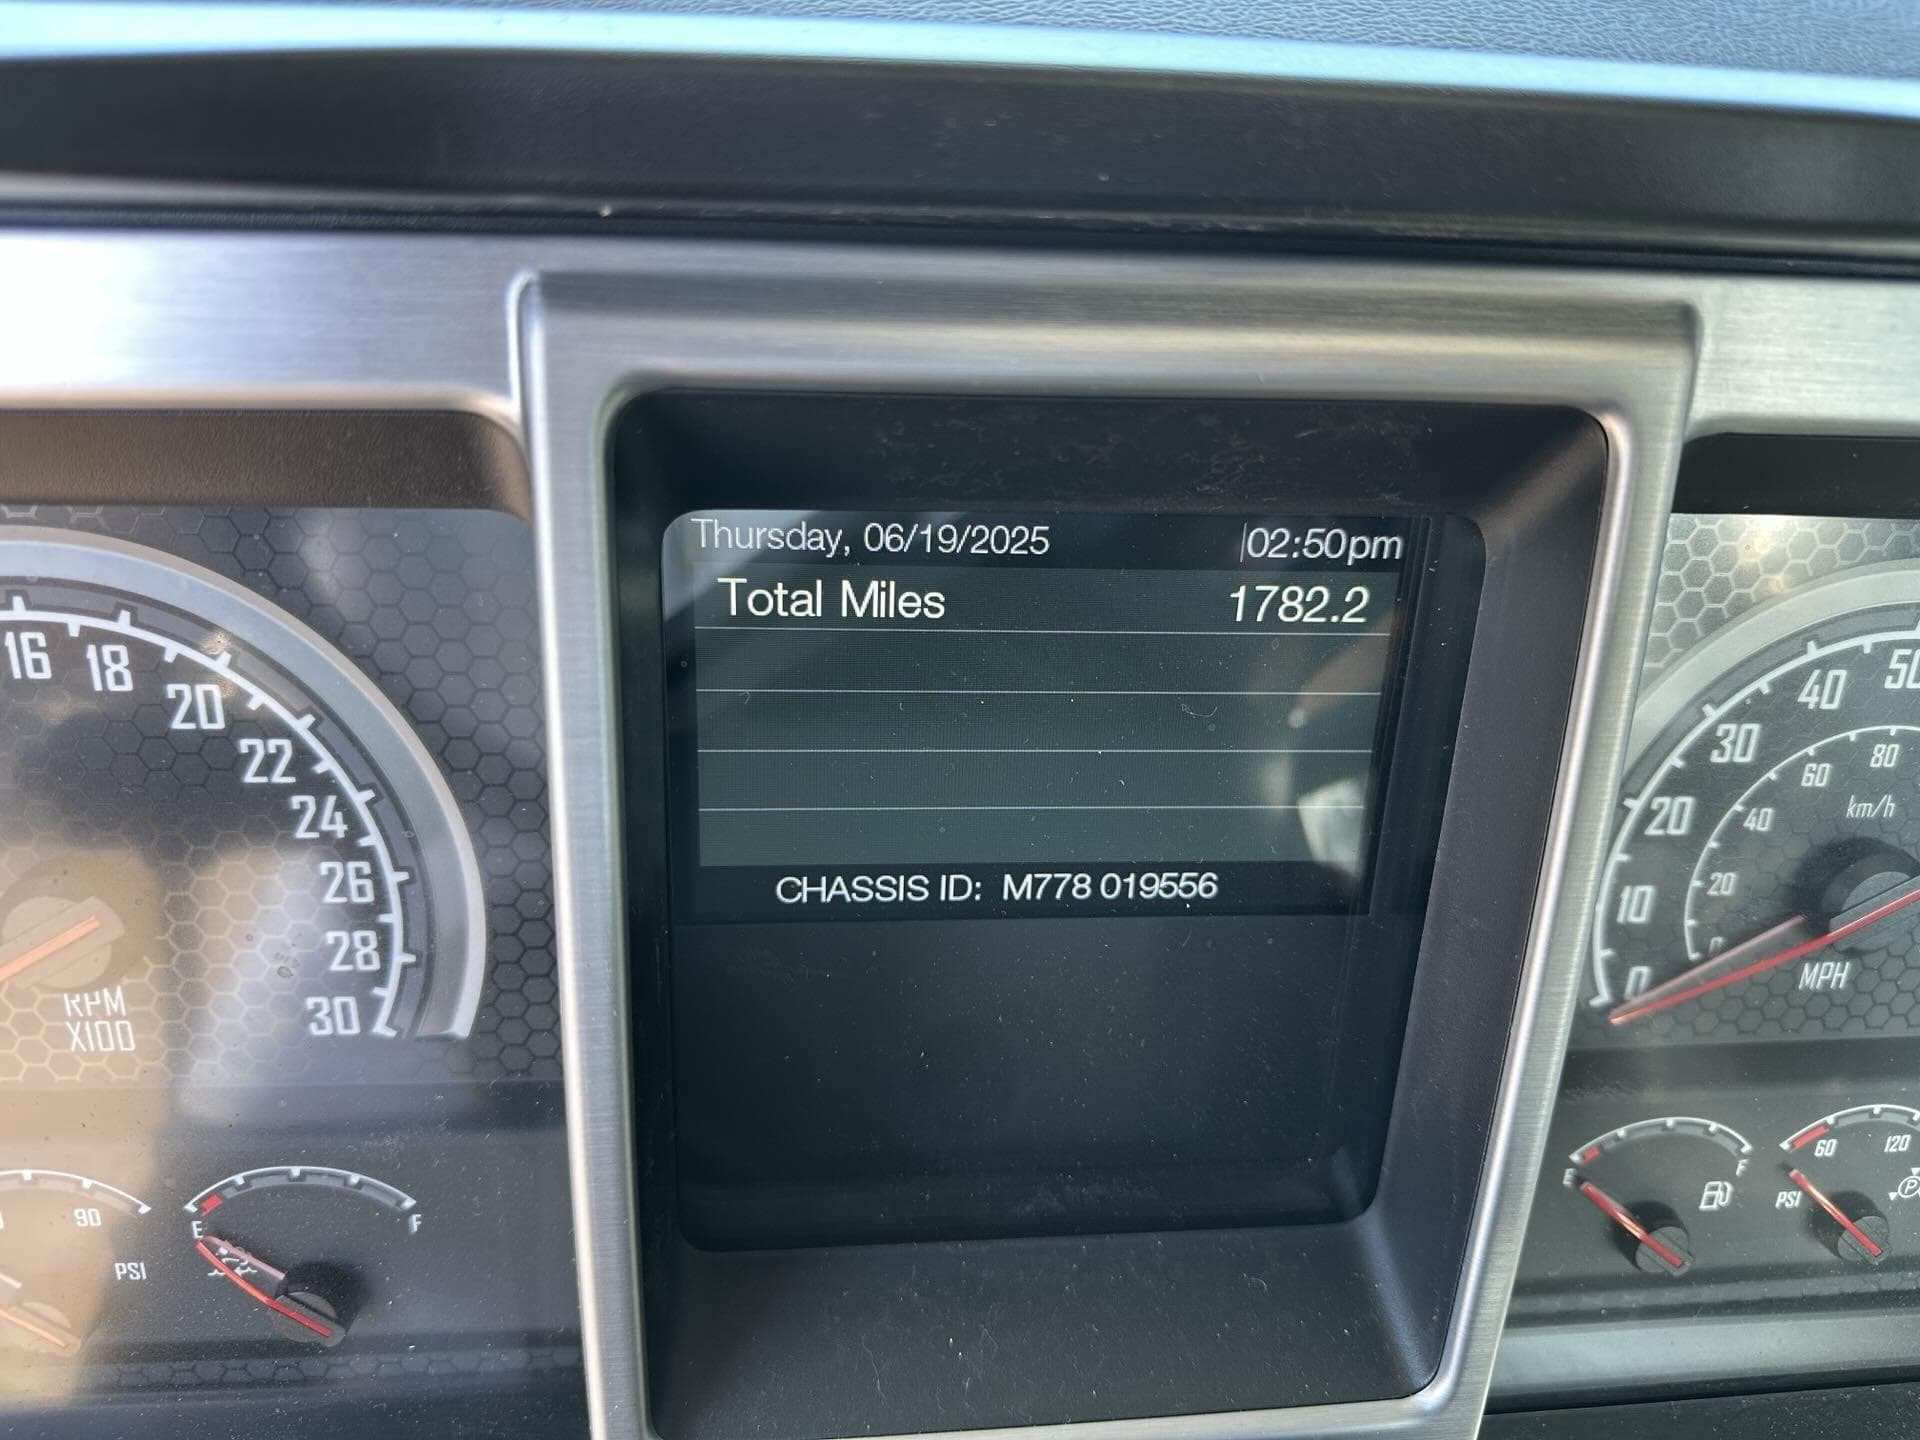 Thursday, 06/19/2025 02:50pm
Total Miles 1782.2
CHASSIS ID: M778 019556
16 18 20 22 24 26 28 30
RPM
X100
0 10 20 30 40 50
0 20 40 60 80
km/h
MPH
90
PSI
E F
E F
60 120
PSI
P